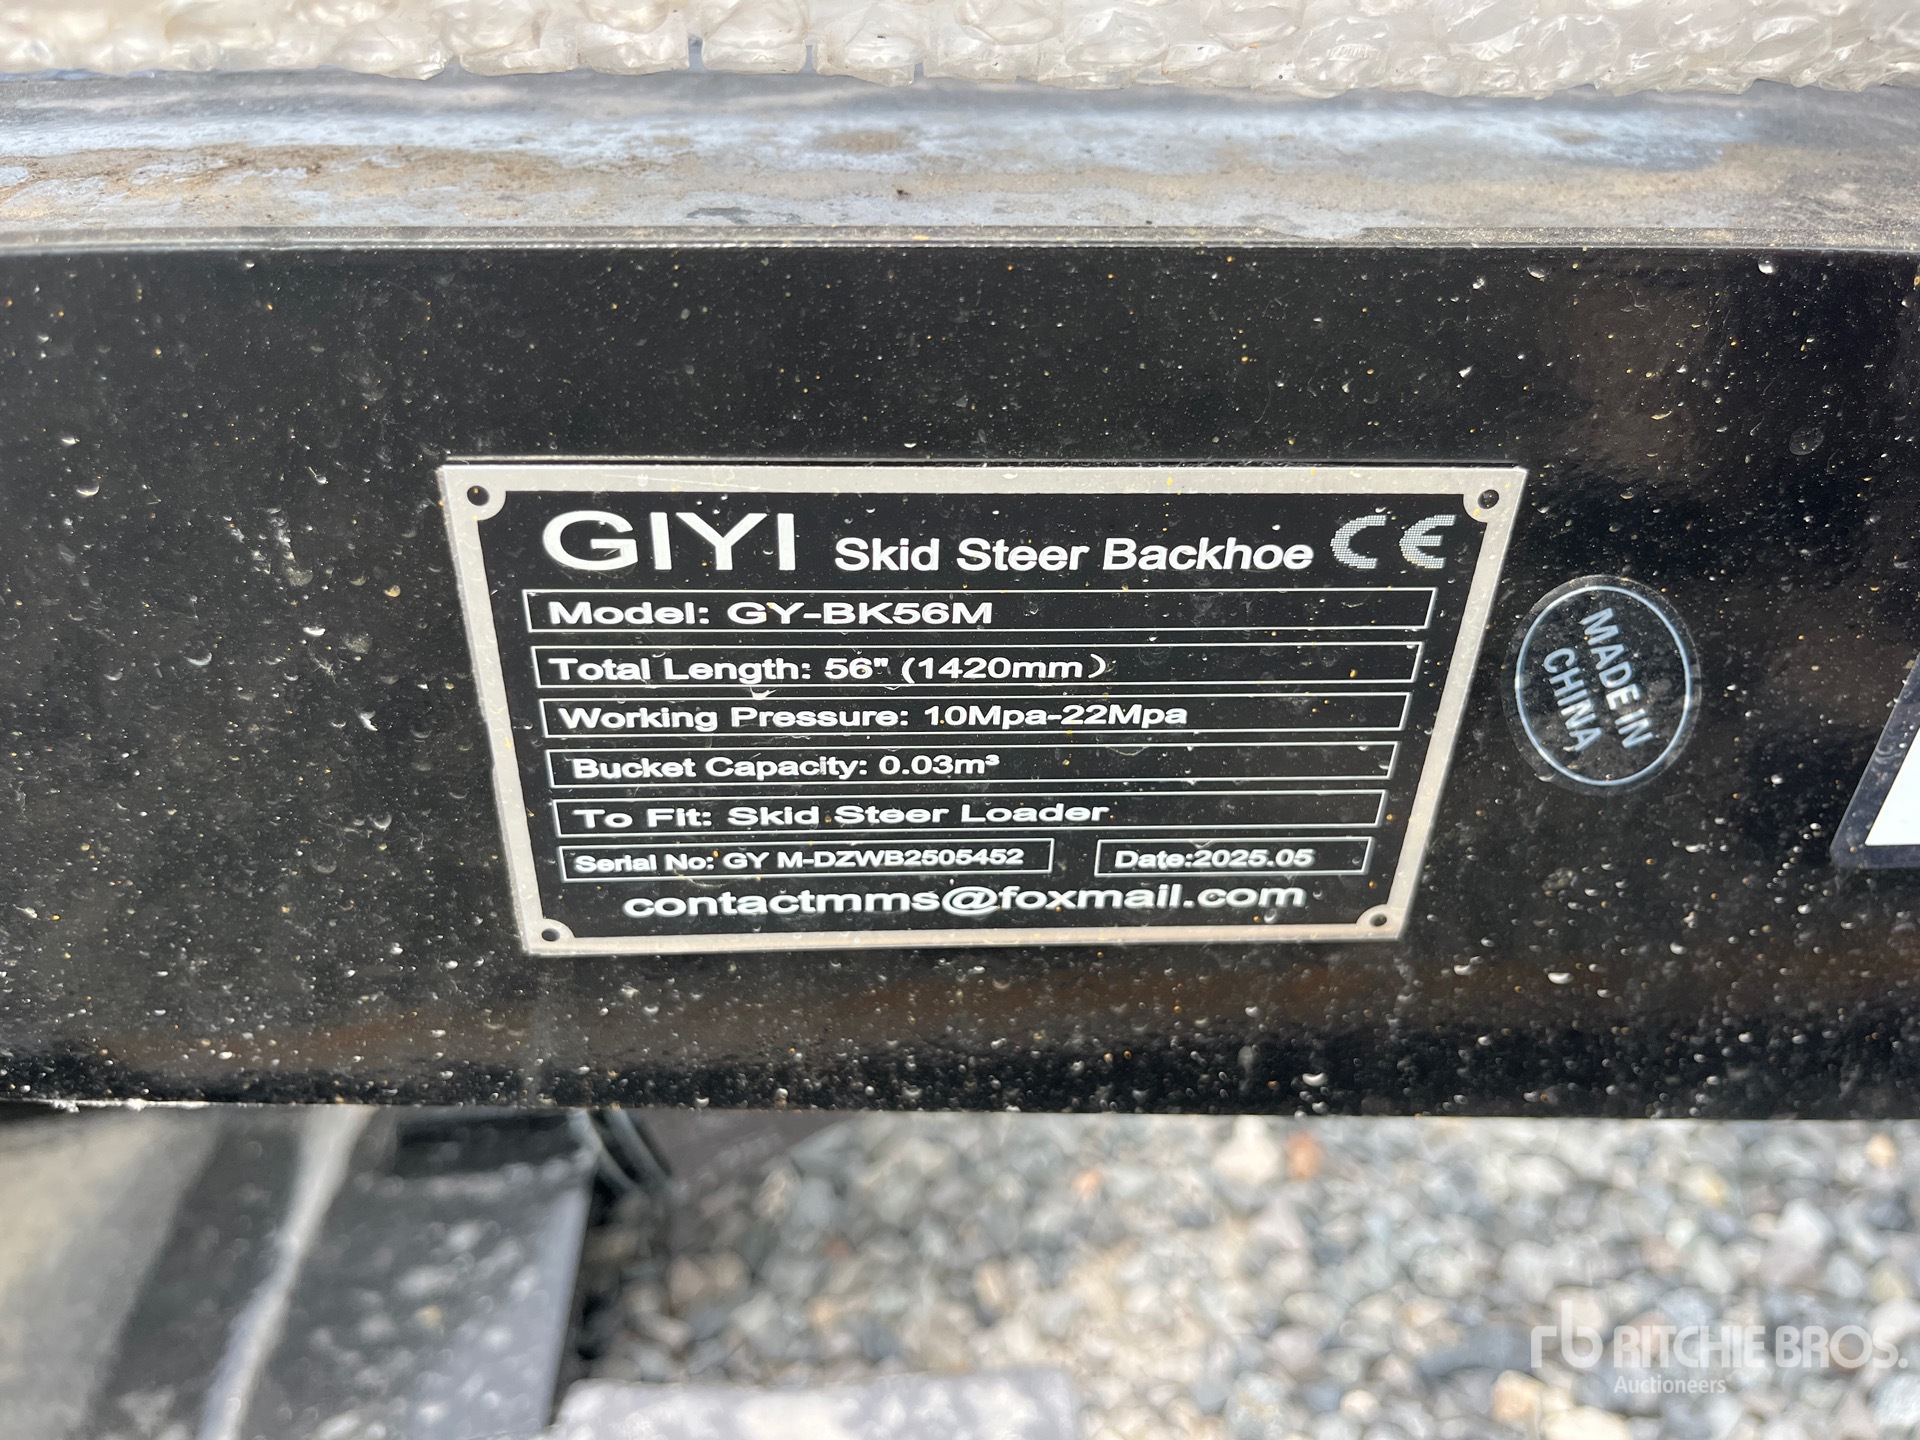 GIYI Skid Steer Backhoe CE
Model: GY-BK56M
Total Length: 56" (1420mm）
Working Pressure: 10Mpa-22Mpa
Bucket Capacity: 0.03m³
To Fit: Skid Steer Loader
Serial No: GY M-DZWB2505452 Date:2025.05
contactmms@foxmail.com
MADE IN
CHINA
rb RITCHIE BROS.
Auctioneers